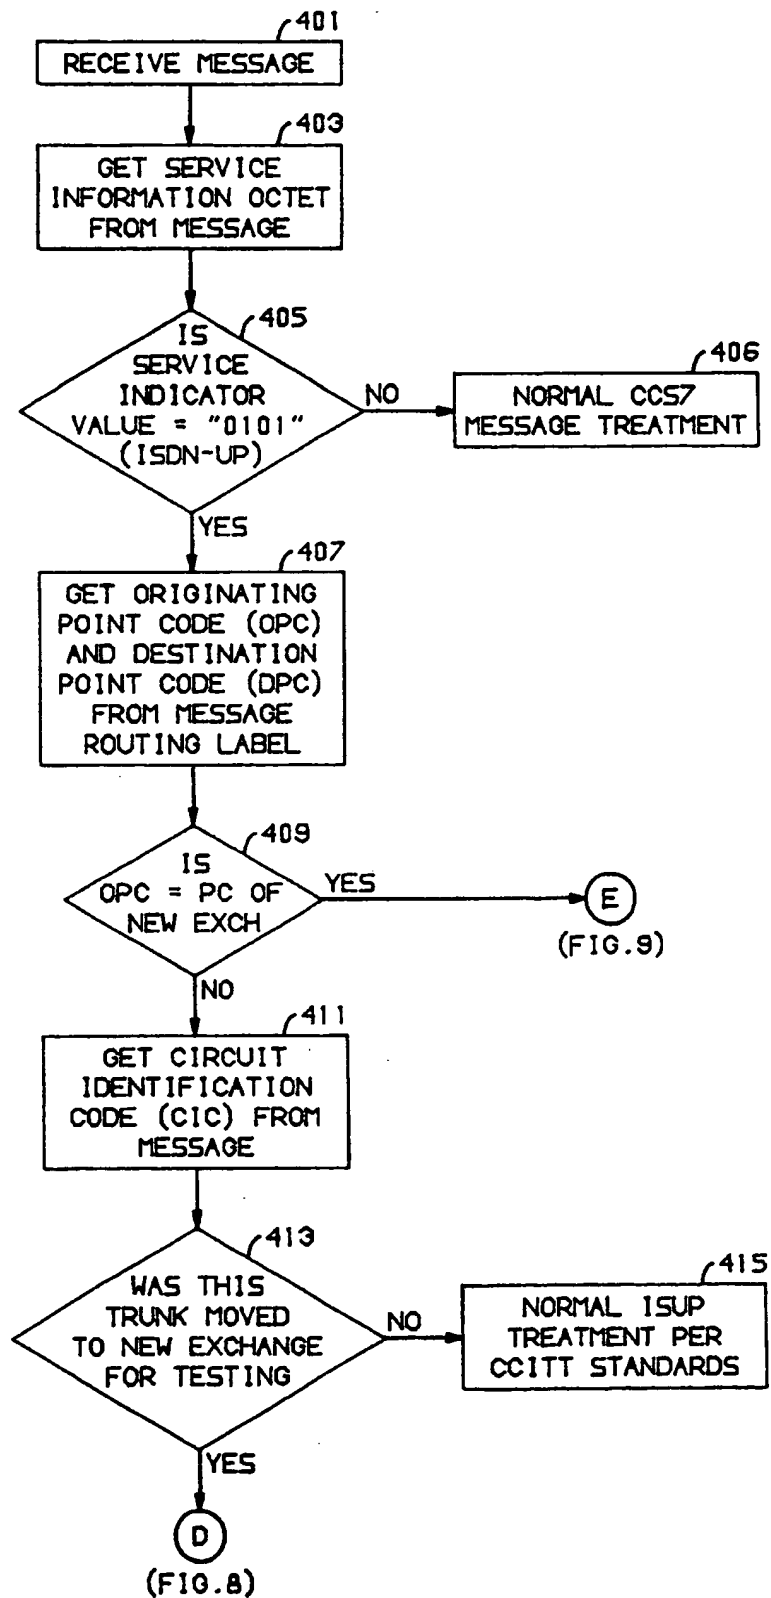 401
RECEIVE MESSAGE
403
GET SERVICE
INFORMATION OCTET
FROM MESSAGE
405
IS
SERVICE
INDICATOR
VALUE = "0101"
(ISDN-UP)
NO
406
NORMAL CCS7
MESSAGE TREATMENT
YES
407
GET ORIGINATING
POINT CODE (OPC)
AND DESTINATION
POINT CODE (DPC)
FROM MESSAGE
ROUTING LABEL
409
IS
OPC = PC OF
NEW EXCH
YES
E
(FIG.9)
NO
411
GET CIRCUIT
IDENTIFICATION
CODE (CIC) FROM
MESSAGE
413
WAS THIS
TRUNK MOVED
TO NEW EXCHANGE
FOR TESTING
NO
415
NORMAL ISUP
TREATMENT PER
CCITT STANDARDS
YES
D
(FIG.8)